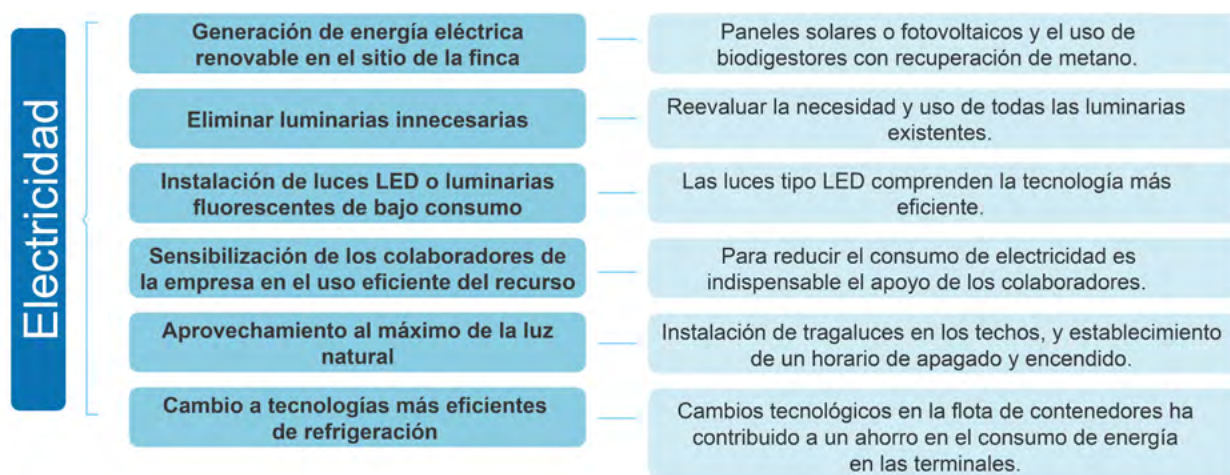 Electricidad
Generación de energía eléctrica
renovable en el sitio de la finca
Paneles solares o fotovoltaicos y el uso de
biodigestores con recuperación de metano.
Eliminar luminarias innecesarias
Reevaluar la necesidad y uso de todas las luminarias
existentes.
Instalación de luces LED o luminarias
fluorescentes de bajo consumo
Las luces tipo LED comprenden la tecnología más
eficiente.
Sensibilización de los colaboradores de
la empresa en el uso eficiente del recurso
Para reducir el consumo de electricidad es
indispensable el apoyo de los colaboradores.
Aprovechamiento al máximo de la luz
natural
Instalación de tragaluces en los techos, y establecimiento
de un horario de apagado y encendido.
Cambio a tecnologías más eficientes
de refrigeración
Cambios tecnológicos en la flota de contenedores ha
contribuido a un ahorro en el consumo de energía
en las terminales.